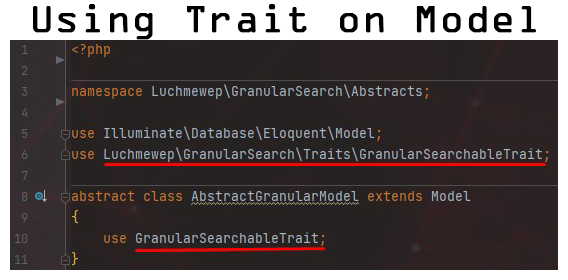 Using Trait on Model
1 <?php
2
3 namespace Luchmewep\GranularSearch\Abstracts;
4
5 use Illuminate\Database\Eloquent\Model;
6 use Luchmewep\GranularSearch\Traits\GranularSearchableTrait;
7
8 abstract class AbstractGranularModel extends Model
9 {
10 use GranularSearchableTrait;
11 }